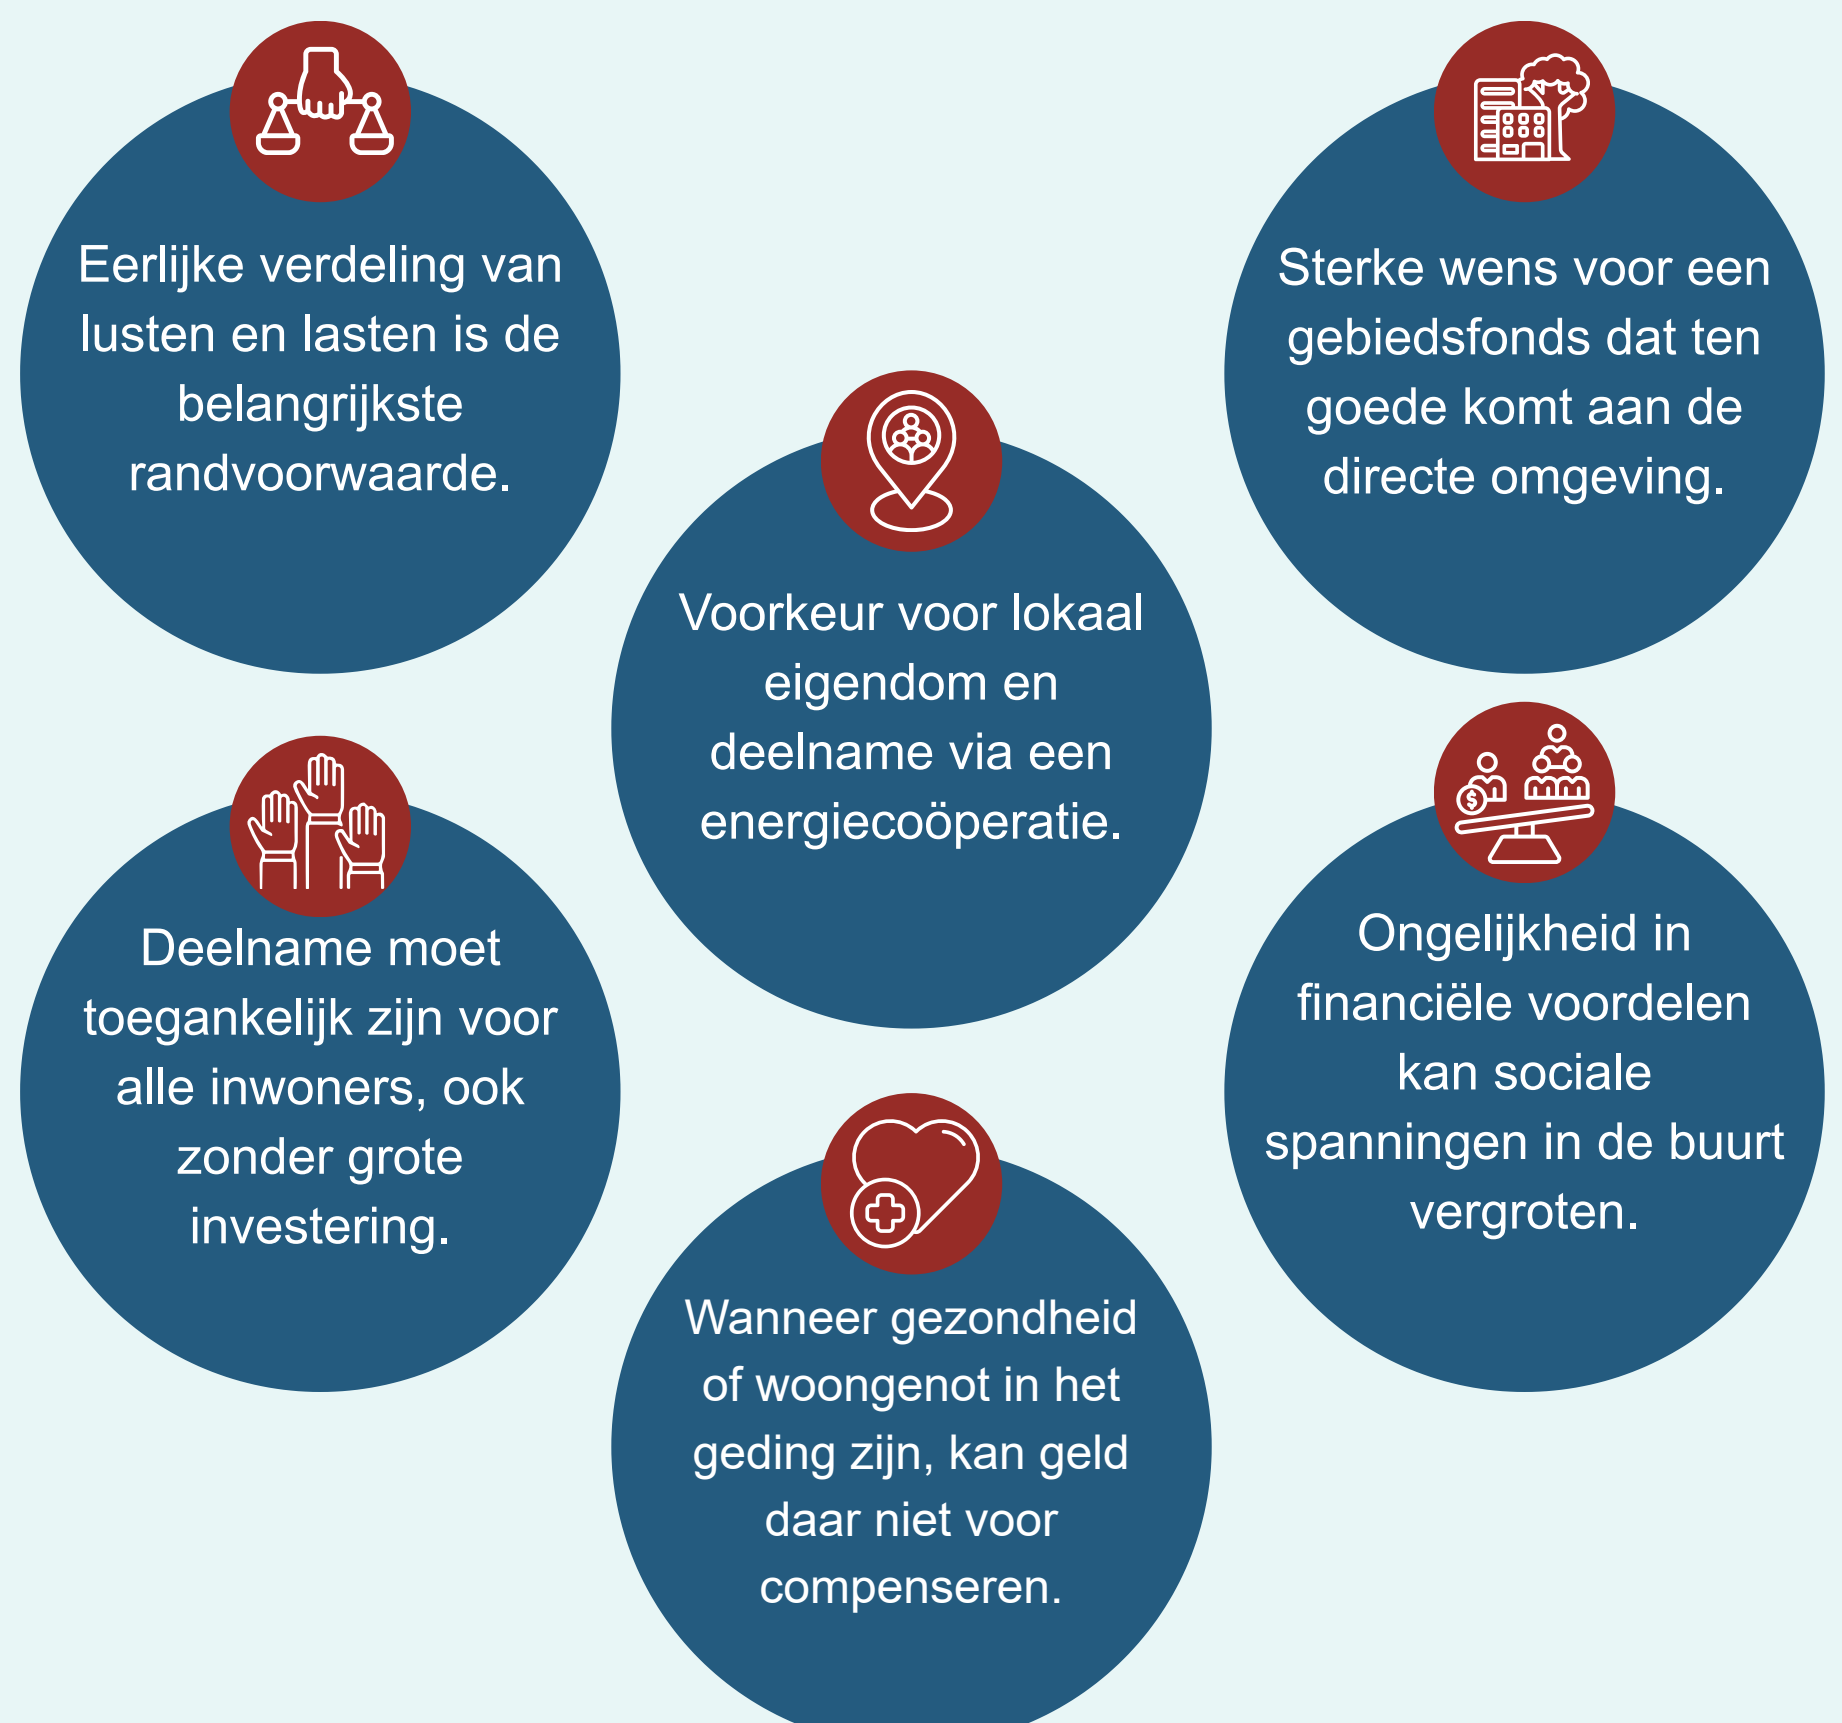 Eerlijke verdeling van
lusten en lasten is de
belangrijkste
randvoorwaarde.
Sterke wens voor een
gebiedsfonds dat ten
goede komt aan de
directe omgeving.
Voorkeur voor lokaal
eigendom en
deelname via een
energiecoöperatie.
Deelname moet
toegankelijk zijn voor
alle inwoners, ook
zonder grote
investering.
Ongelijkheid in
financiële voordelen
kan sociale
spanningen in de buurt
vergroten.
Wanneer gezondheid
of woongenot in het
geding zijn, kan geld
daar niet voor
compenseren.